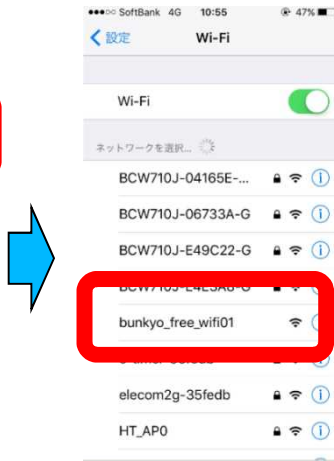 SoftBank 4G 10:55 47%
設定 Wi-Fi
Wi-Fi
ネットワークを選択...
BCW710J-04165E-...
BCW710J-06733A-G
BCW710J-E49C22-G
bunkyo_free_wifi01
elecom2g-35fedb
HT_AP0